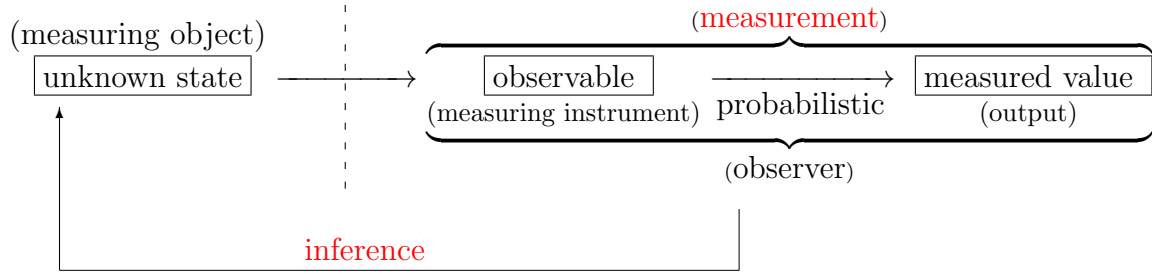 (measurement)
(measuring object)
unknown state
observable
measured value
(measuring instrument)
probabilistic
(output)
(observer)
inference